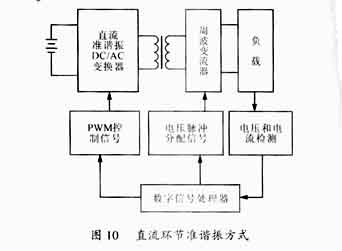 直流
准谐振
DC/AC
变换器
周波变流器
负载
PWM控
制信号
电压脉冲
分配信号
电压和电
流检测
数字信号处理器
图10 直流环节准谐振方式